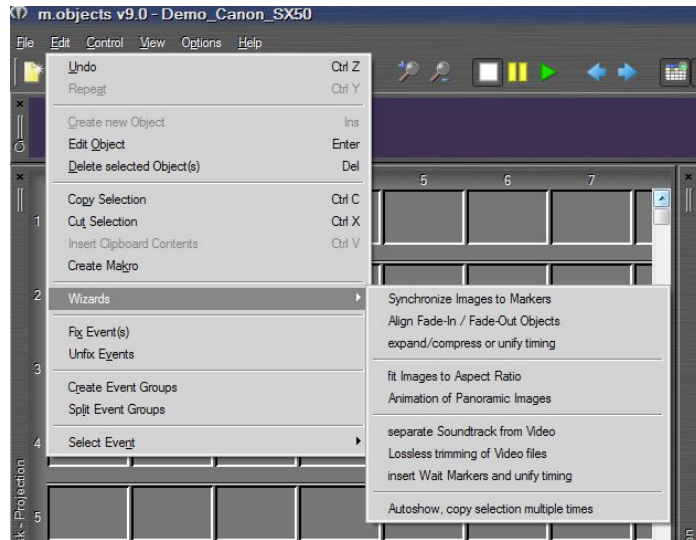 m.objects v9.0 - Demo_Canon_SX50
File Edit Control View Options Help
Undo Ctrl Z
Repeat Ctrl Y
Create new Object Ins
Edit Object Enter
Delete selected Object(s) Del
5 6 7
Copy Selection Ctrl C
1
Cut Selection Ctrl X
Insert Clipboard Contents Ctrl V
Create Makro
2
Wizards
Synchronize Images to Markers
Align Fade-In / Fade-Out Objects
expand/compress or unify timing
fit Images to Aspect Ratio
Animation of Panoramic Images
separate Soundtrack from Video
Lossless trimming of Video files
insert Wait Markers and unify timing
Autoshow, copy selection multiple times
Fix Event(s)
Unfix Events
3
Create Event Groups
Split Event Groups
4
Select Event
5
- Projection